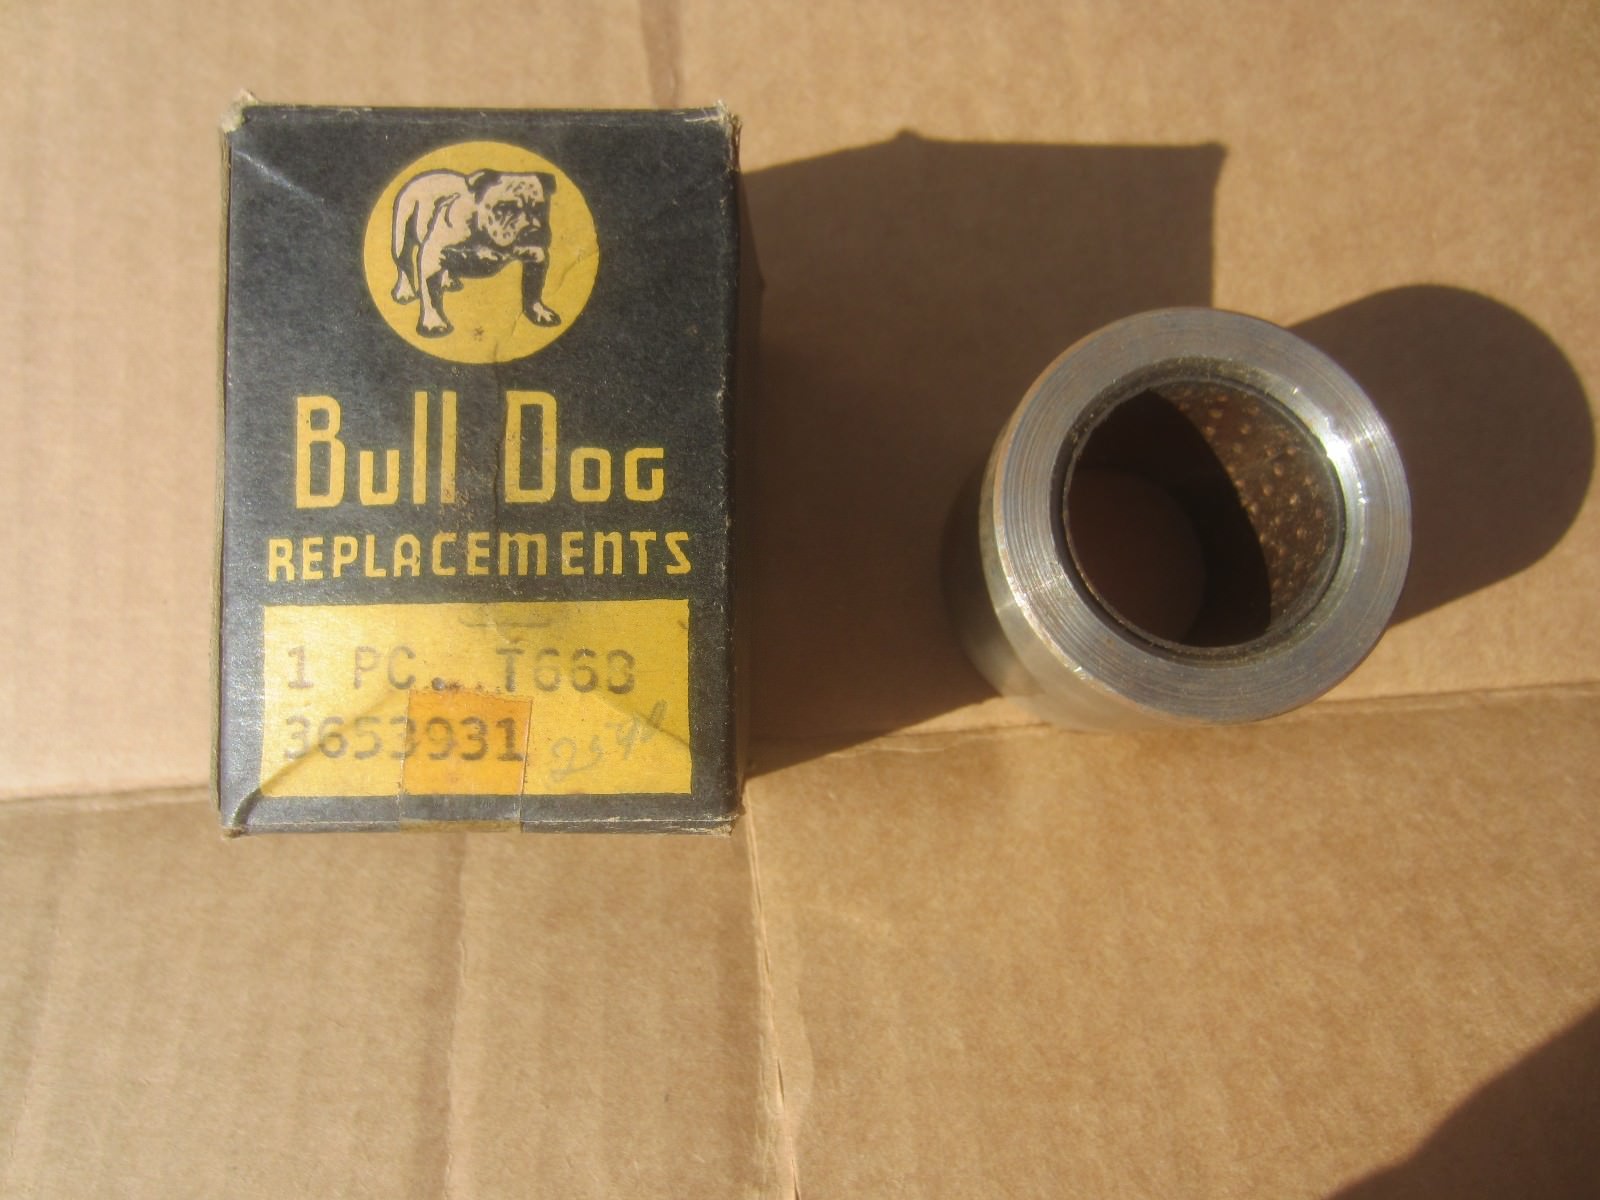 Bull Dog
REPLACEMENTS
1 PC. T663
3653931